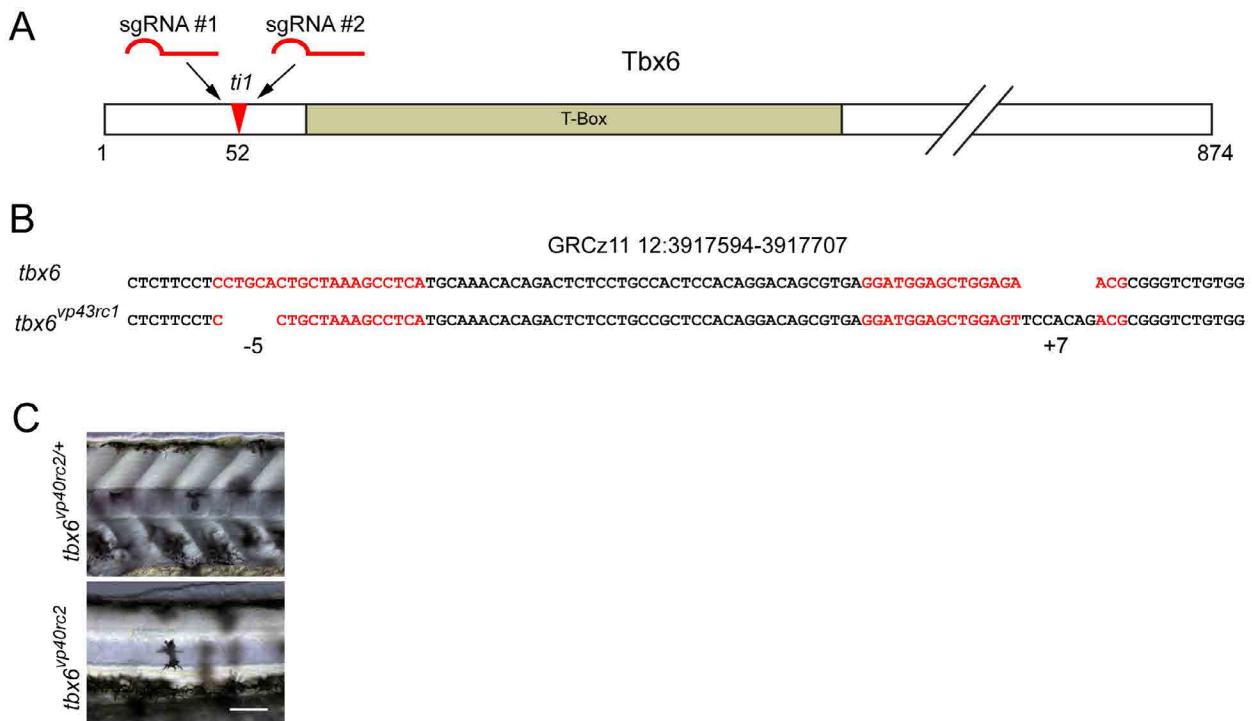 A
sgRNA #1 sgRNA #2
ti1
Tbx6
T-Box
1 52 874
B
GRCz11 12:3917594-3917707
tbx6 CTCTTCCTCCTGCACTGCTAAAGCCTCATGCAAACACAGACTCTCCTGCCACTCCACAGGACAGCGTGAGGATGGAGCTGGAGA ACGCGGGTCTGTGG
tbx6vp43rc1 CTCTTCCTC CTGCTAAAGCCTCATGCAAACACAGACTCTCCTGCCGCTCCACAGGACAGCGTGAGGATGGAGCTGGAGTTCCACAGACGCGGGTCTGTGG
-5 +7
C
tbx6vp40rc2/+
tbx6vp40rc2